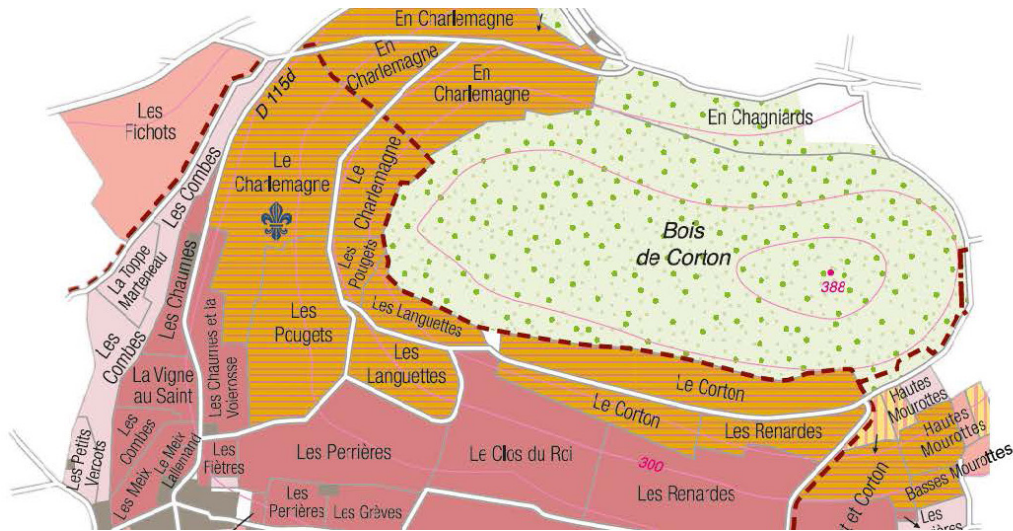 En Charlemagne
En
Charlemagne
En
Charlemagne
D 115d
Les
Fichots
En Chagniards
Le
Charlemagne
Le
Charlemagne
Les Combes
La Toppe
Marteneau
Les Chaumes
Bois
de Corton
388
Les
Pougets
Les
Pougets
Les Languettes
Les
Combes
Les Chaumes et la
Voierosse
Les
Languettes
La Vigne
au Saint
Le Corton
Le Corton
Les Renardes
Hautes
Mourottes
Hautes
Mourottes
Basses Mourottes
Les
Combes
Le Meix
Lallemand
Les Meix
Les Petits
Vercots
Les
Fiètres
Les Perrières
Le Clos du Roi
300
Les Renardes
Les
Perrières
Les Grèves
et Corton
Les